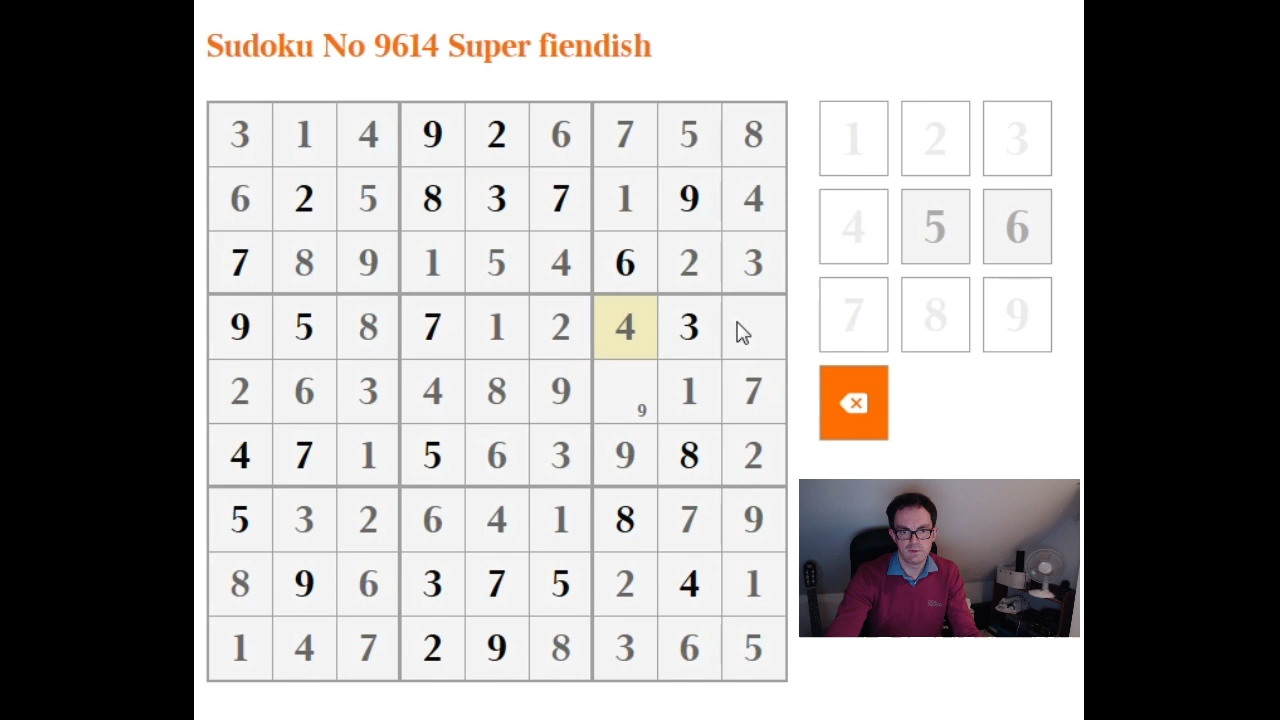 Sudoku No 9614 Super fiendish
3 1 4 9 2 6 7 5 8
6 2 5 8 3 7 1 9 4
7 8 9 1 5 4 6 2 3
9 5 8 7 1 2 4 3
2 6 3 4 8 9 9 1 7
4 7 1 5 6 3 9 8 2
5 3 2 6 4 1 8 7 9
8 9 6 3 7 5 2 4 1
1 4 7 2 9 8 3 6 5
1 2 3
4 5 6
7 8 9